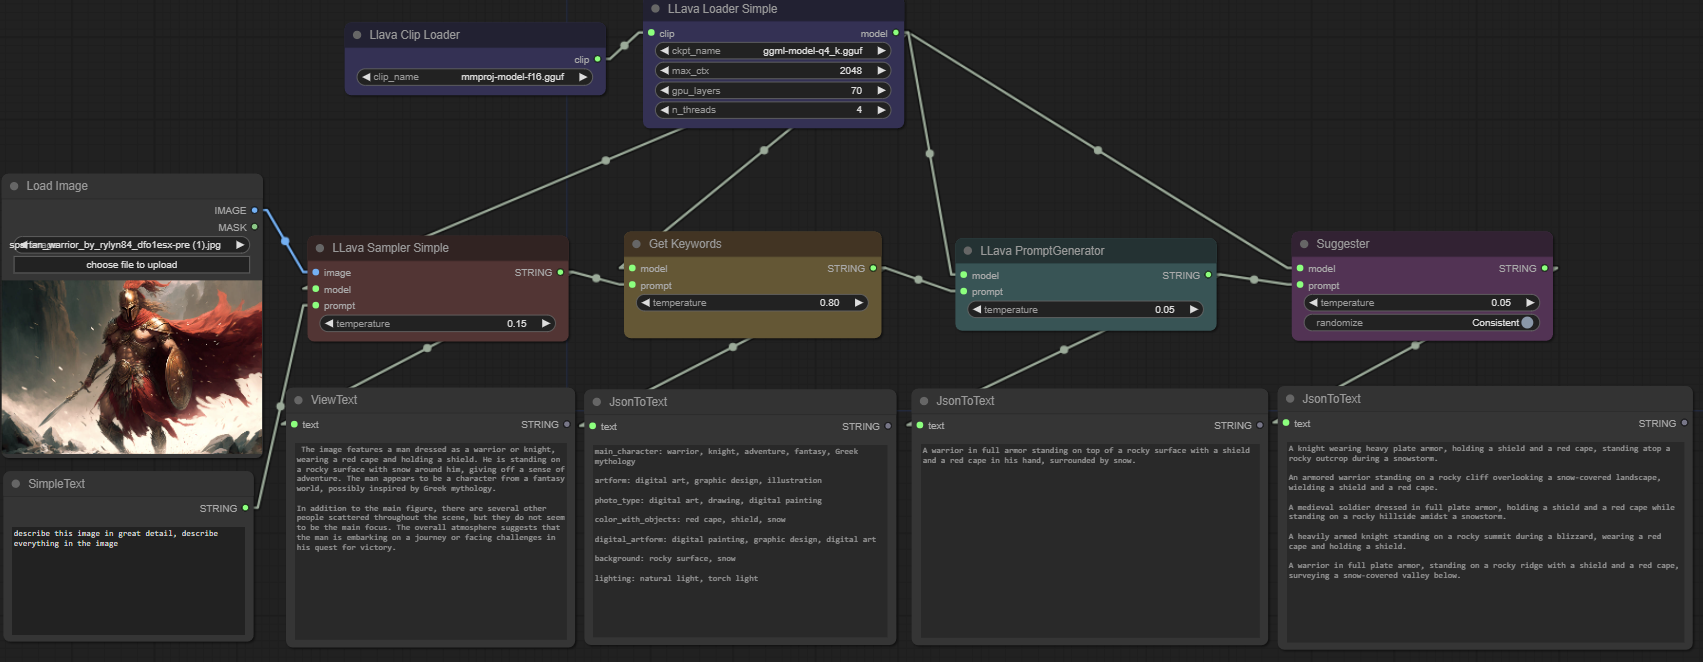 LLava Loader Simple
clip
model
ckpt_name ggml-model-q4_k.gguf
max_ctx 2048
gpu_layers 70
n_threads 4
Llava Clip Loader
clip
clip_name mmproj-model-f16.gguf
Load Image
IMAGE
MASK
choose file to upload
LLava Sampler Simple
image STRING
model
prompt
temperature 0.15
Get Keywords
model STRING
prompt
temperature 0.80
LLava PromptGenerator
model STRING
prompt
temperature 0.05
Suggester
model STRING
prompt
temperature 0.05
randomize Consistent
SimpleText
STRING
describe this image in great detail, describe
everything in the image
ViewText
text STRING
The image features a man dressed as a warrior or knight,
wearing a red cape and holding a shield. He is standing on
a rocky surface with snow around him, giving off a sense of
adventure. The man appears to be a character from a fantasy
world, possibly inspired by Greek mythology.
In addition to the main figure, there are several other
people scattered throughout the scene, but they do not seem
to be the main focus. The overall atmosphere suggests that
the man is embarking on a journey or facing challenges in
his quest for victory.
JsonToText
text STRING
main_character: warrior, knight, adventure, fantasy, Greek
mythology
artform: digital art, graphic design, illustration
photo_type: digital art, drawing, digital painting
color_with_objects: red cape, shield, snow
digital_artform: digital painting, graphic design, digital art
background: rocky surface, snow
lighting: natural light, torch light
JsonToText
text STRING
A warrior in full armor standing on top of a rocky surface with a shield
and a red cape in his hand, surrounded by snow.
JsonToText
text STRING
A knight wearing heavy plate armor, holding a shield and a red cape, standing atop a
rocky outcrop during a snowstorm.
An armored warrior standing on a rocky cliff overlooking a snow-covered landscape,
wielding a shield and a red cape.
A medieval soldier dressed in full plate armor, holding a shield and a red cape while
standing on a rocky hillside amidst a snowstorm.
A heavily armed knight standing on a rocky summit during a blizzard, wearing a red
cape and holding a shield.
A warrior in full plate armor, standing on a rocky ridge with a shield and a red cape,
surveying a snow-covered valley below.